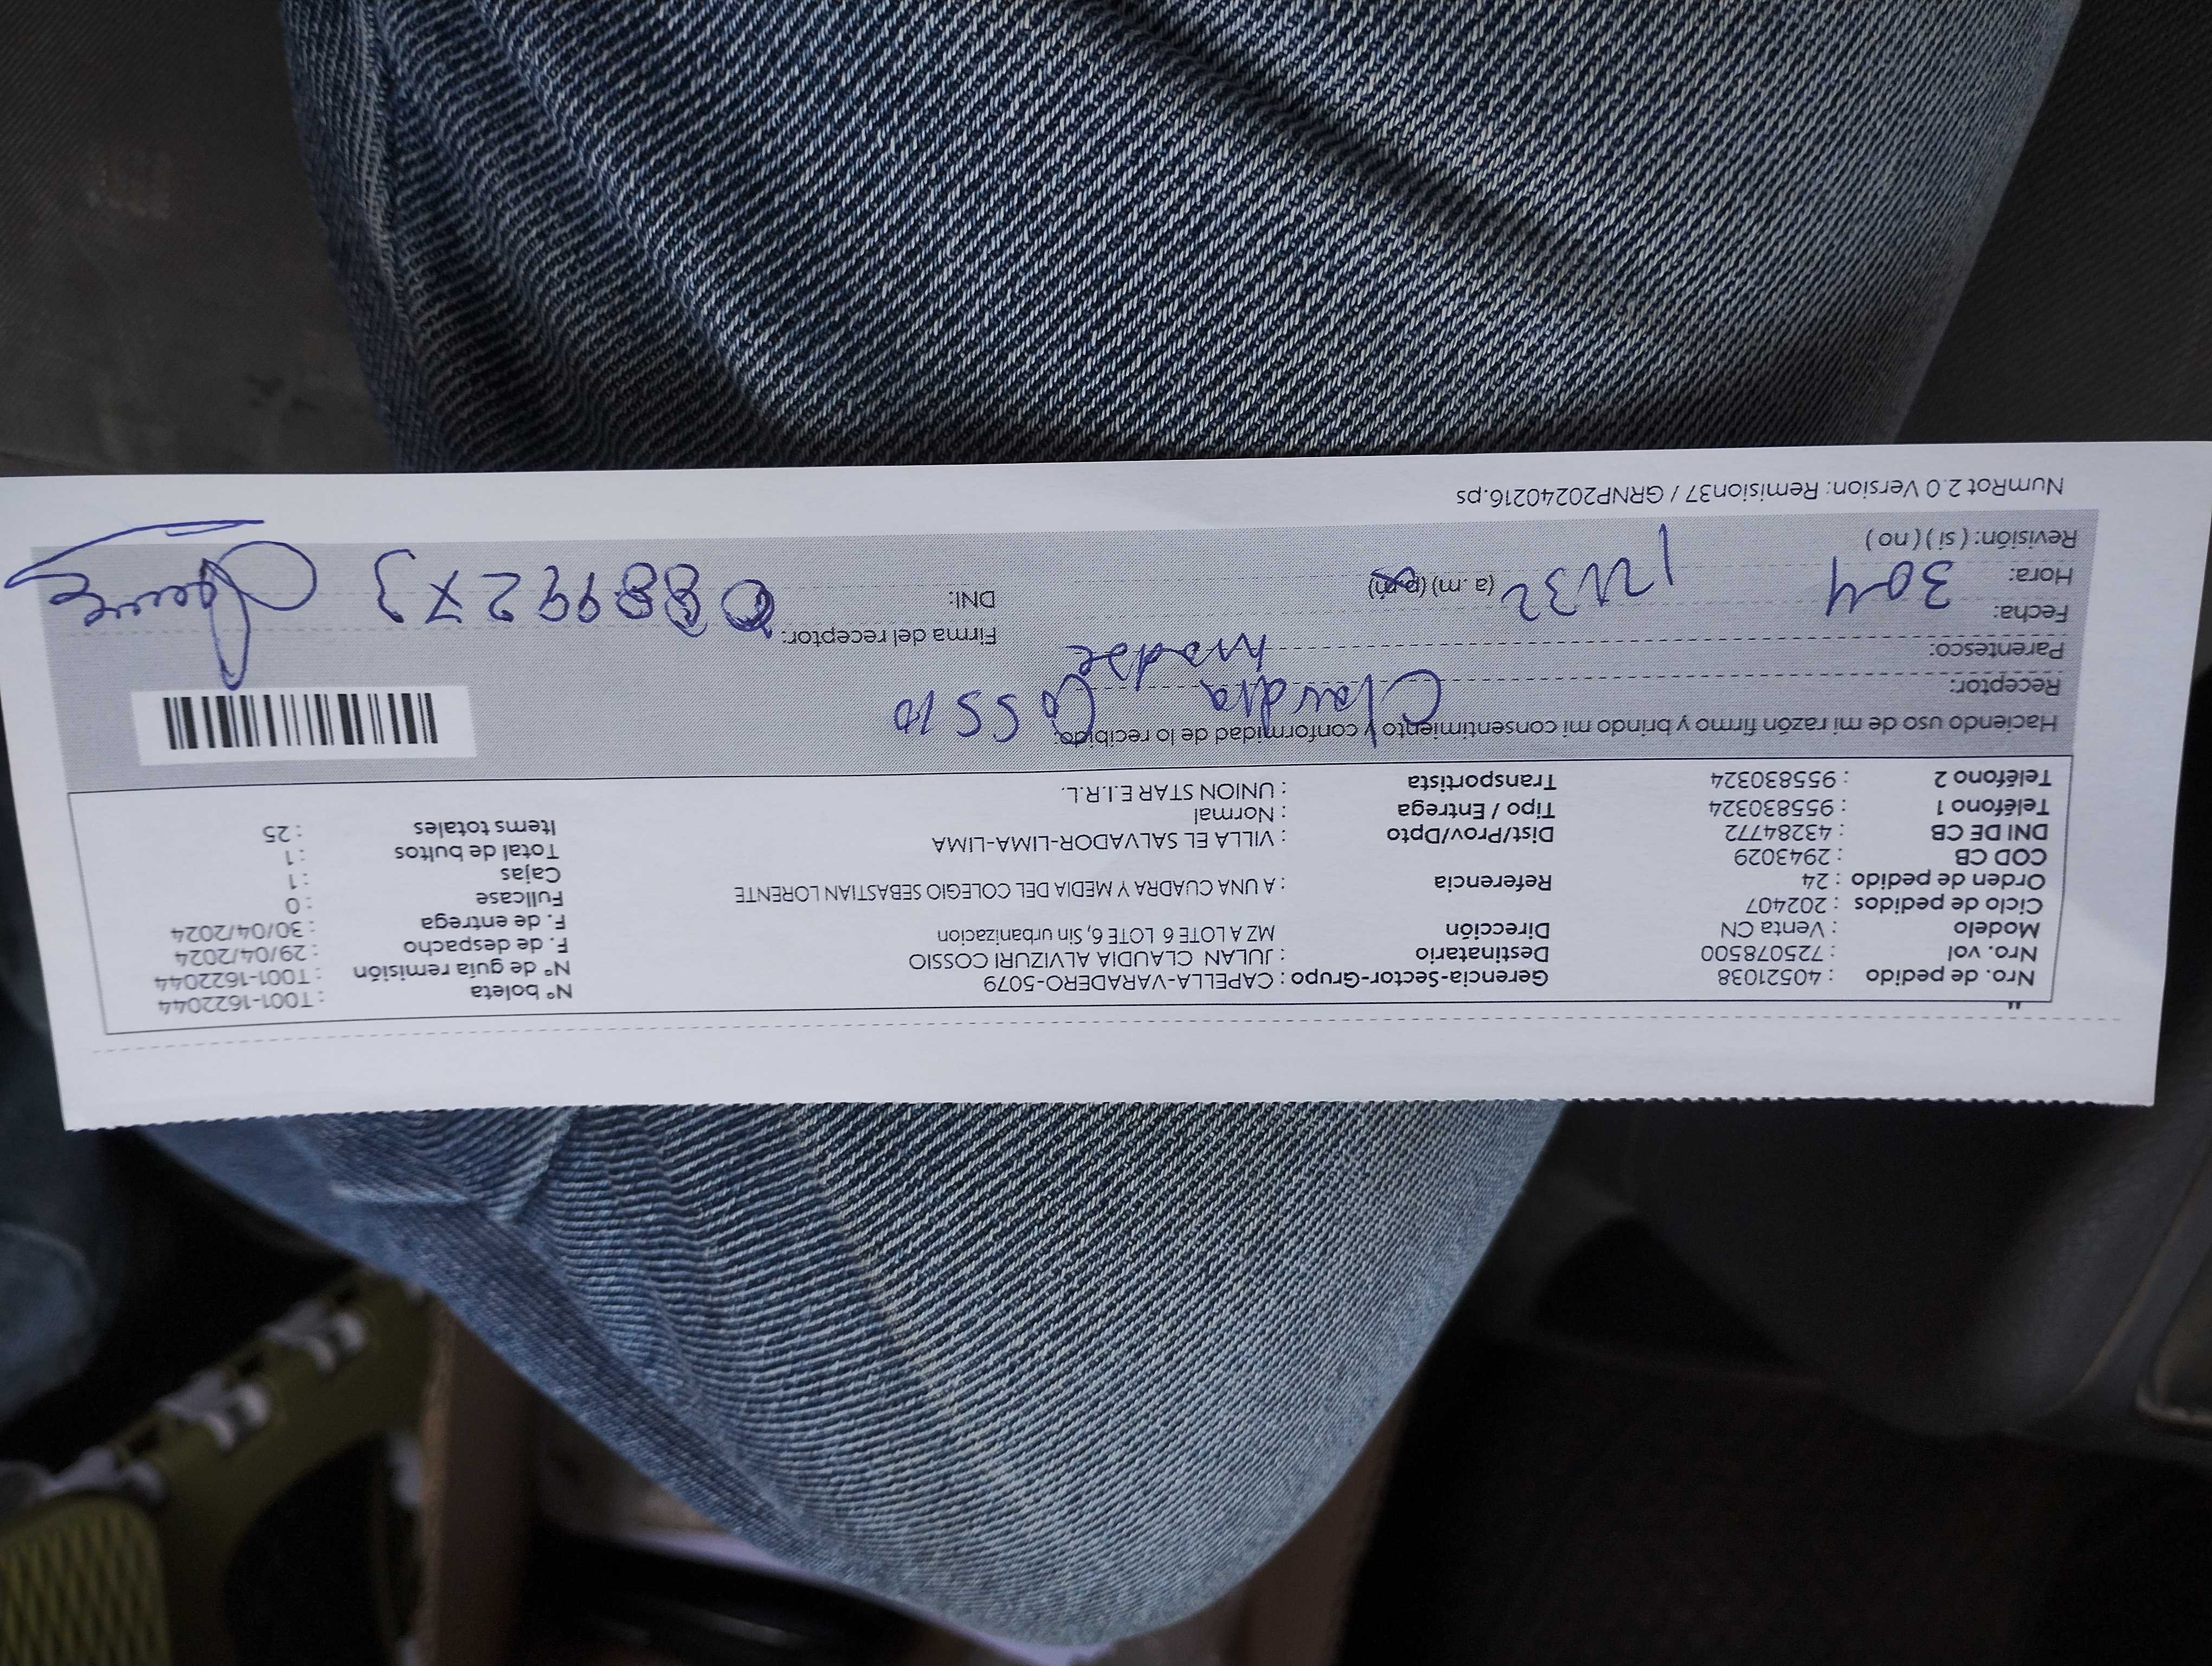 Nro. de pedido : 40521038 Gerencia-Sector-Grupo : CAPELLA-VARADERO-5079 N° boleta : T001-1622044
Nro. vol : 725078500 Destinatario : JULAN CLAUDIA ALVIZURI COSSIO N° de guía remisión : T001-1622044
Modelo : Venta CN Dirección MZ A LOTE 6 LOTE 6, Sin urbanizacion F. de despacho : 29/04/2024
Ciclo de pedidos : 202407 F. de entrega : 30/04/2024
Orden de pedido : 24 Referencia : A UNA CUADRA Y MEDIA DEL COLEGIO SEBASTIAN LORENTE Fullcase : 0
COD CB : 2943029 Cajas : 1
DNI DE CB : 43284772 Dist/Prov/Dpto : VILLA EL SALVADOR-LIMA-LIMA Total de bultos : 1
Teléfono 1 : 955830324 Tipo / Entrega : Normal Items totales : 25
Teléfono 2 : 955830324 Transportista : UNION STAR E.I.R.L.
Haciendo uso de mi razón firmo y brindo mi consentimiento y conformidad de lo recibido:
Receptor: Claudia Cossio
Parentesco: madre
Fecha: 304 Firma del receptor:
Hora: 12132 (a.m) (p.m) DNI: 08899273
Revisión: ( si ) ( no )
NumRot 2.0 Version: Remision37 / GRNP20240216.ps